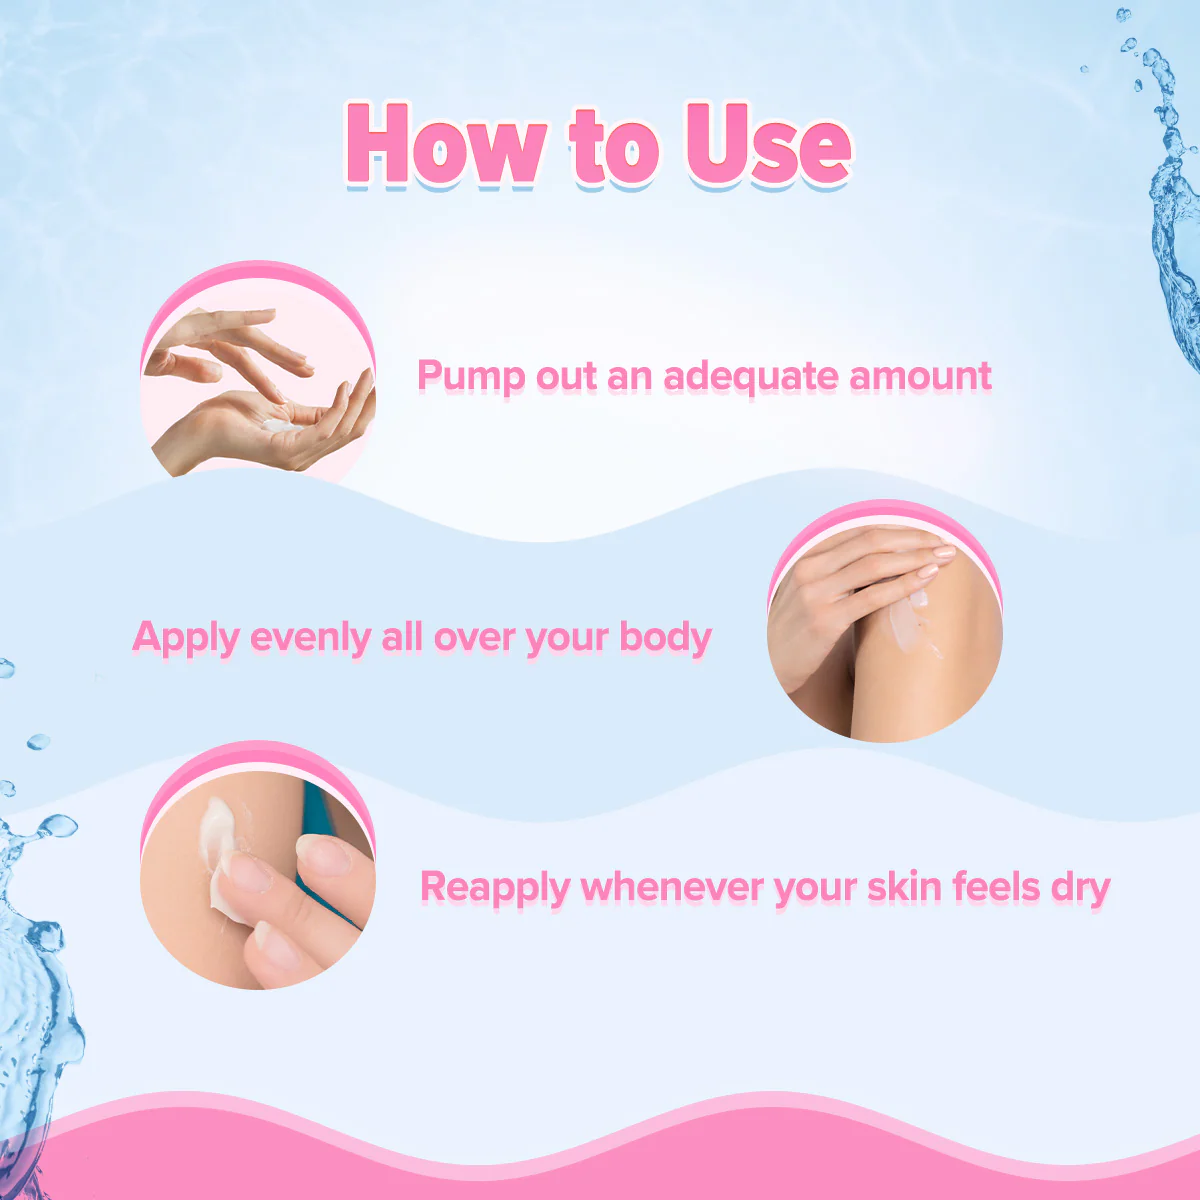 How to Use
Pump out an adequate amount
Apply evenly all over your body
Reapply whenever your skin feels dry